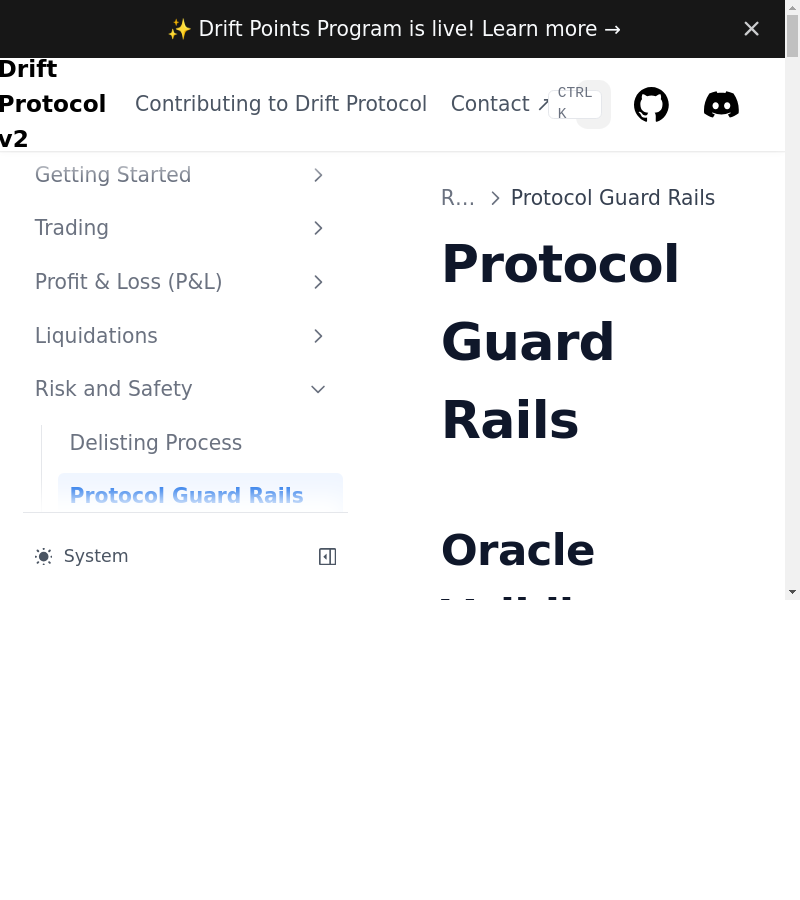 ✨ Drift Points Program is live! Learn more →
Drift
Protocol
v2
Contributing to Drift Protocol
Contact ↗
CTRL
K
Getting Started
Trading
Profit & Loss (P&L)
Liquidations
Risk and Safety
Delisting Process
Protocol Guard Rails
System
R… > Protocol Guard Rails
Protocol
Guard
Rails
Oracle